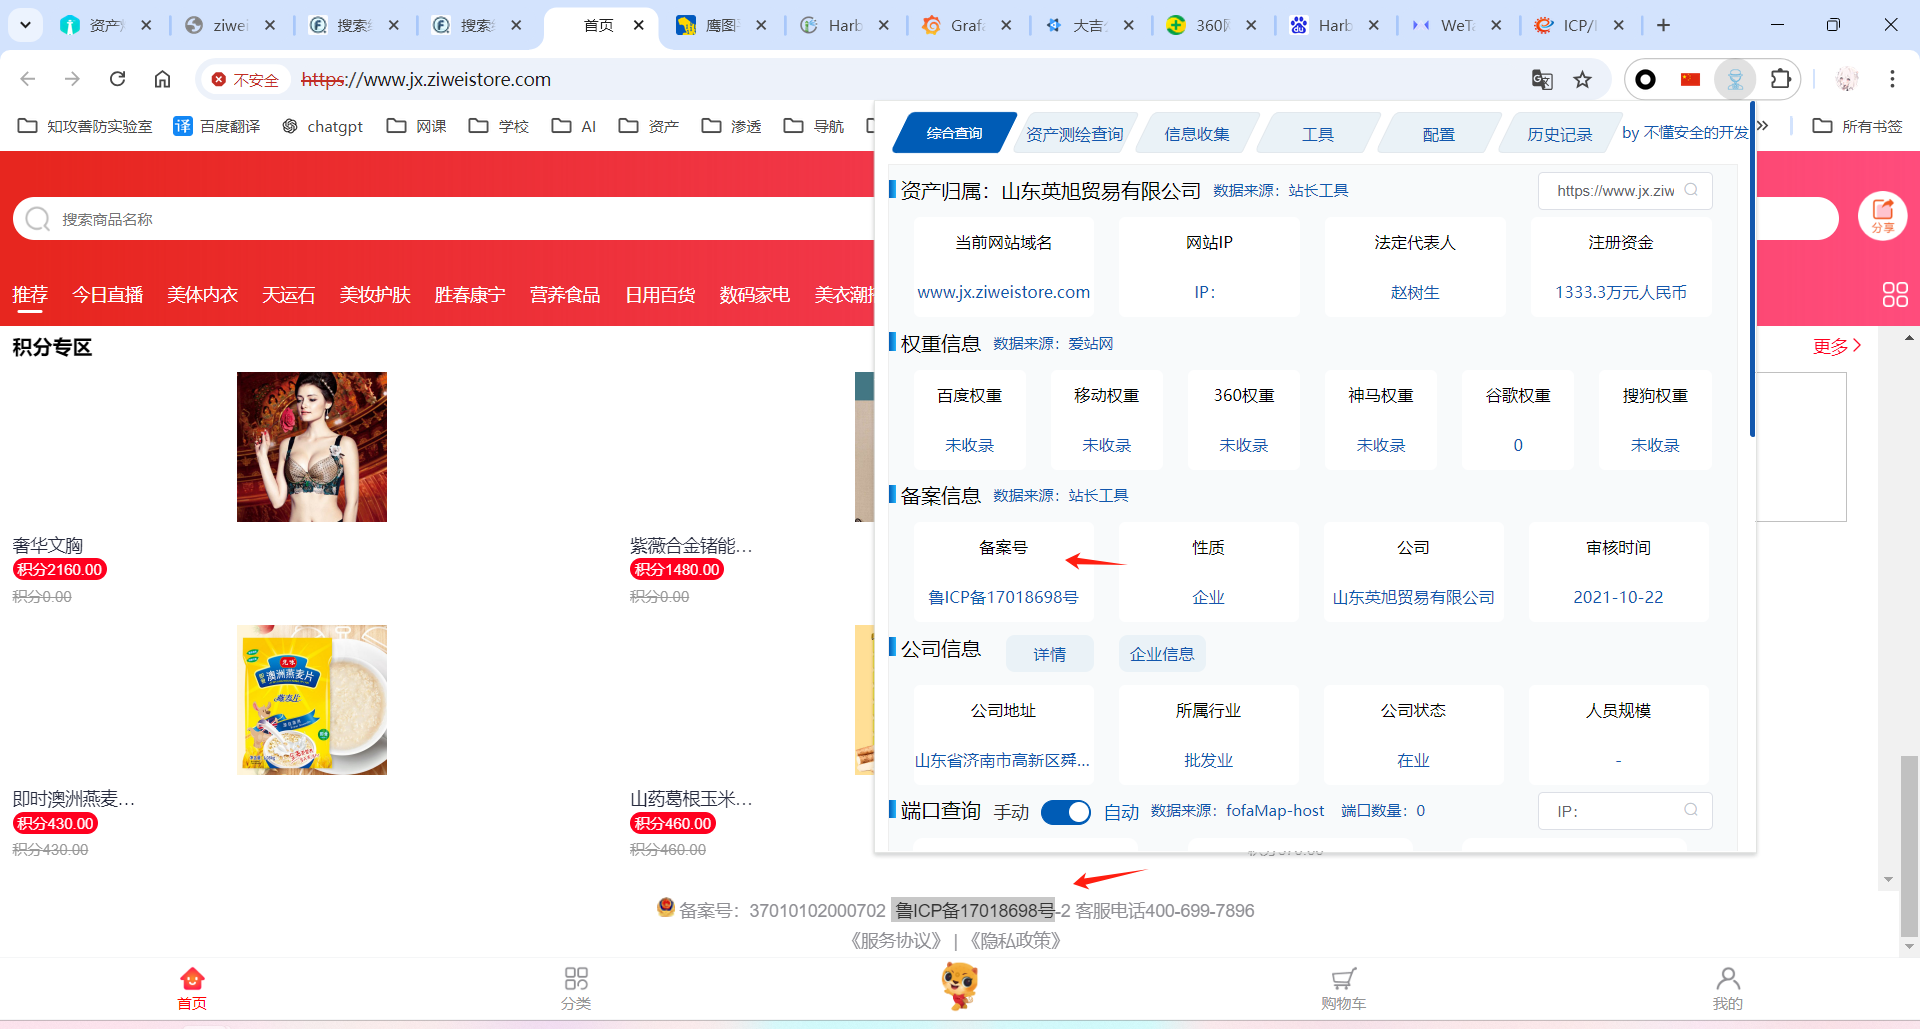 资产
ziwei
搜索
搜索
首页
鹰图
Harb
Grafa
大吉
360
Harb
WeTa
ICP/
不安全
https://www.jx.ziweistore.com
知攻善防实验室
译 百度翻译
chatgpt
网课
学校
AI
资产
渗透
导航
所有书签
搜索商品名称
分享
推荐 今日直播 美体内衣 天运石 美妆护肤 胜春康宁 营养食品 日用百货 数码家电 美衣潮
积分专区
更多
奢华文胸
积分2160.00
积分0.00
紫薇合金锗能…
积分1480.00
积分0.00
澳洲燕麦片
即时澳洲燕麦…
积分430.00
积分430.00
山药葛根玉米…
积分460.00
积分460.00
综合查询
资产测绘查询
信息收集
工具
配置
历史记录
by 不懂安全的开发
资产归属：山东英旭贸易有限公司 数据来源：站长工具
https://www.jx.ziw
当前网站域名
www.jx.ziweistore.com
网站IP
IP:
法定代表人
赵树生
注册资金
1333.3万元人民币
权重信息 数据来源：爱站网
百度权重
未收录
移动权重
未收录
360权重
未收录
神马权重
未收录
谷歌权重
0
搜狗权重
未收录
备案信息 数据来源：站长工具
备案号
鲁ICP备17018698号
性质
企业
公司
山东英旭贸易有限公司
审核时间
2021-10-22
公司信息 详情 企业信息
公司地址
山东省济南市高新区舜...
所属行业
批发业
公司状态
在业
人员规模
-
端口查询 手动 自动 数据来源：fofaMap-host 端口数量：0
IP:
备案号：37010102000702 鲁ICP备17018698号-2 客服电话400-699-7896
《服务协议》 | 《隐私政策》
首页
分类
购物车
我的